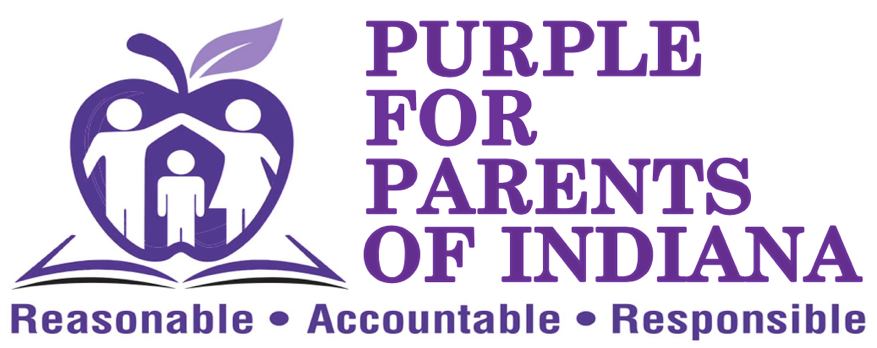 PURPLE
FOR
PARENTS
OF INDIANA
Reasonable • Accountable • Responsible